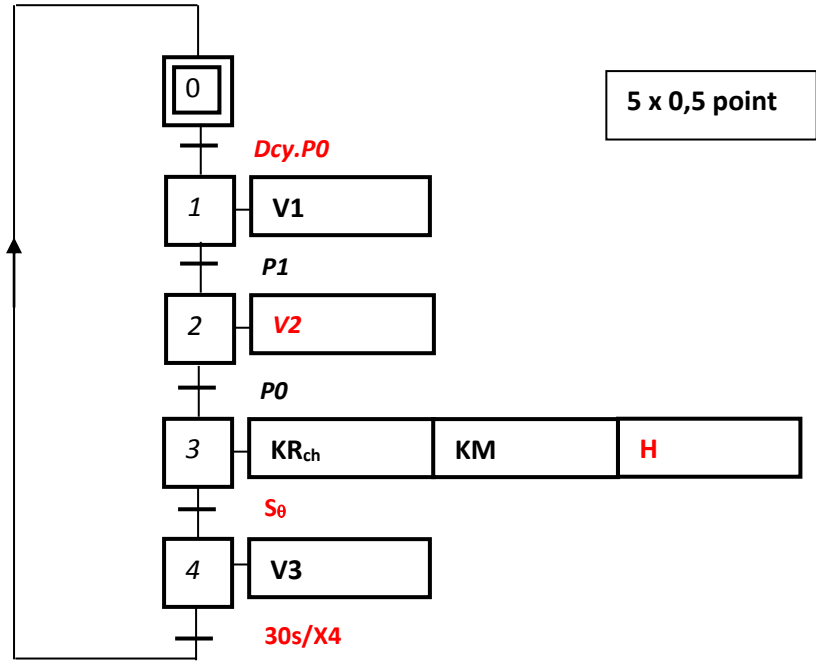 0
5 x 0,5 point
Dcy.P0
1 V1
P1
2 V2
P0
3 KRch KM H
Sθ
4 V3
30s/X4